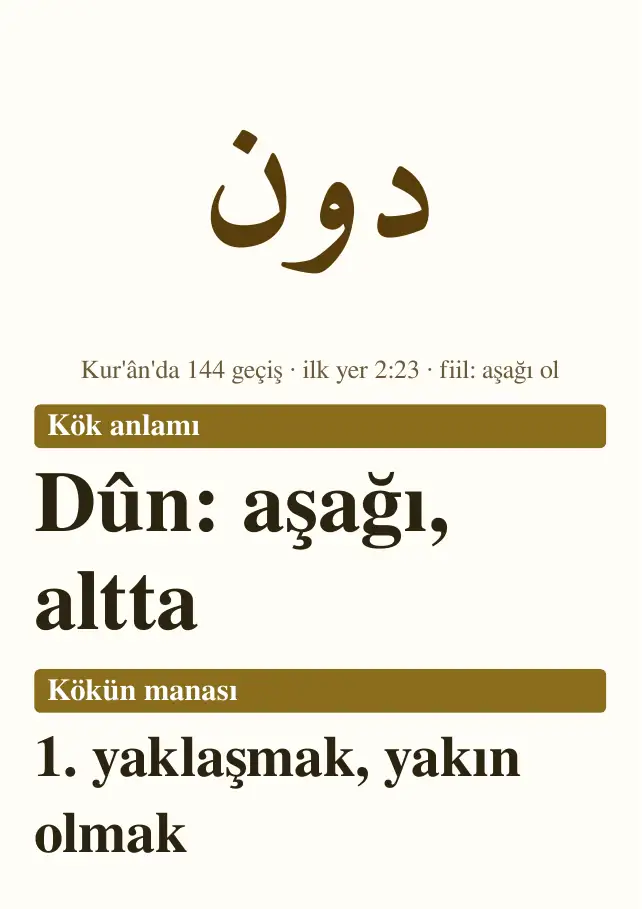 دون
Kur'ân'da 144 geçiş · ilk yer 2:23 · fiil: aşağı ol
Kök anlamı
Dûn: aşağı,
altta
Kökün manası
1. yaklaşmak, yakın
olmak